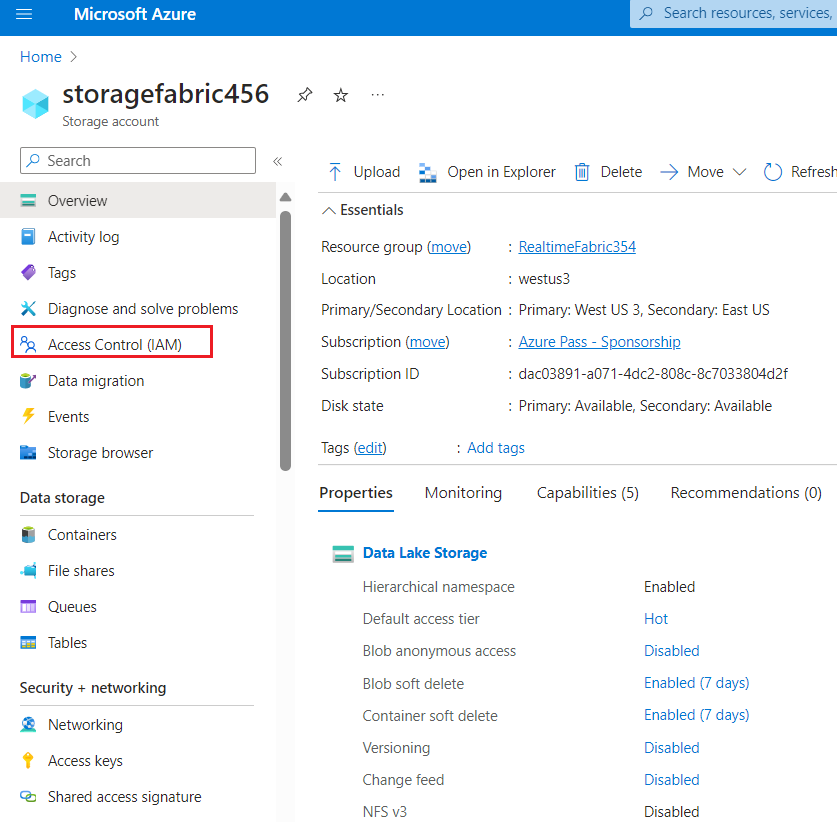 Microsoft Azure
Search resources, services,
Home
storagefabric456
Storage account
Search
Overview
Activity log
Tags
Diagnose and solve problems
Access Control (IAM)
Data migration
Events
Storage browser
Data storage
Containers
File shares
Queues
Tables
Security + networking
Networking
Access keys
Shared access signature
Upload Open in Explorer Delete Move Refresh
Essentials
Resource group (move) : RealtimeFabric354
Location : westus3
Primary/Secondary Location : Primary: West US 3, Secondary: East US
Subscription (move) : Azure Pass - Sponsorship
Subscription ID : dac03891-a071-4dc2-808c-8c7033804d2f
Disk state : Primary: Available, Secondary: Available
Tags (edit) : Add tags
Properties Monitoring Capabilities (5) Recommendations (0)
Data Lake Storage
Hierarchical namespace Enabled
Default access tier Hot
Blob anonymous access Disabled
Blob soft delete Enabled (7 days)
Container soft delete Enabled (7 days)
Versioning Disabled
Change feed Disabled
NFS v3 Disabled